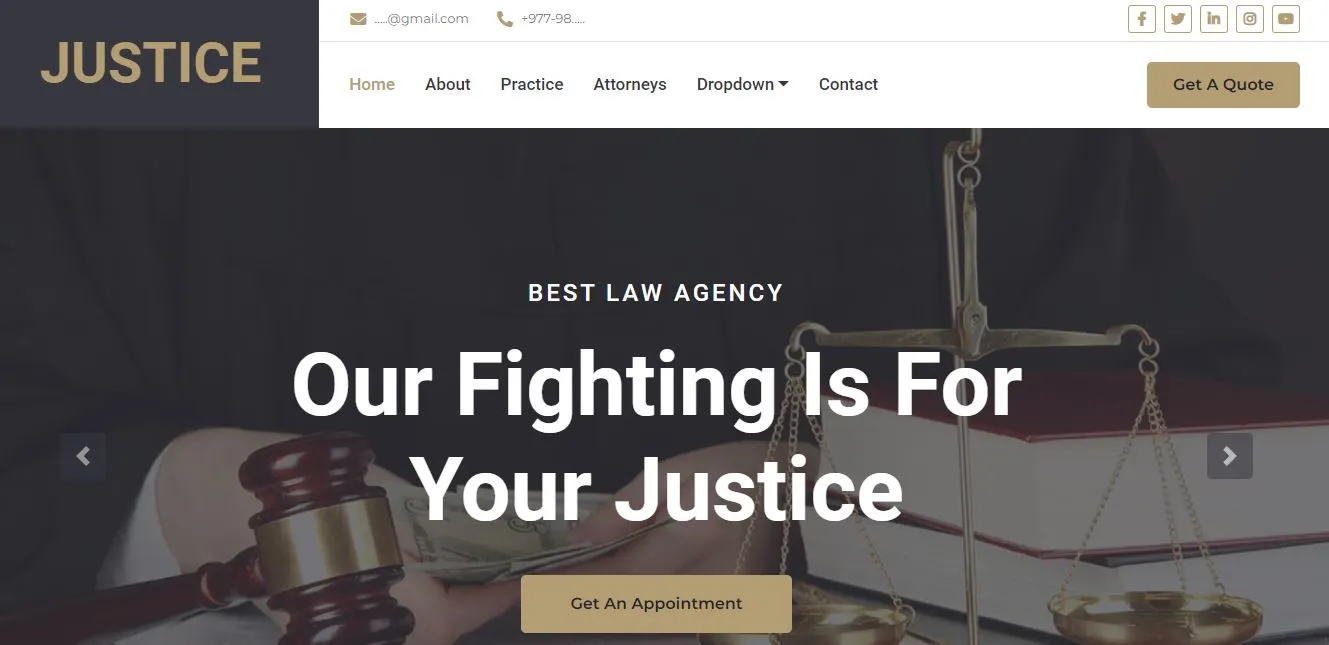 JUSTICE
.....@gmail.com
+977-98.....
Home
About
Practice
Attorneys
Dropdown
Contact
Get A Quote
BEST LAW AGENCY
Our Fighting Is For
Your Justice
Get An Appointment